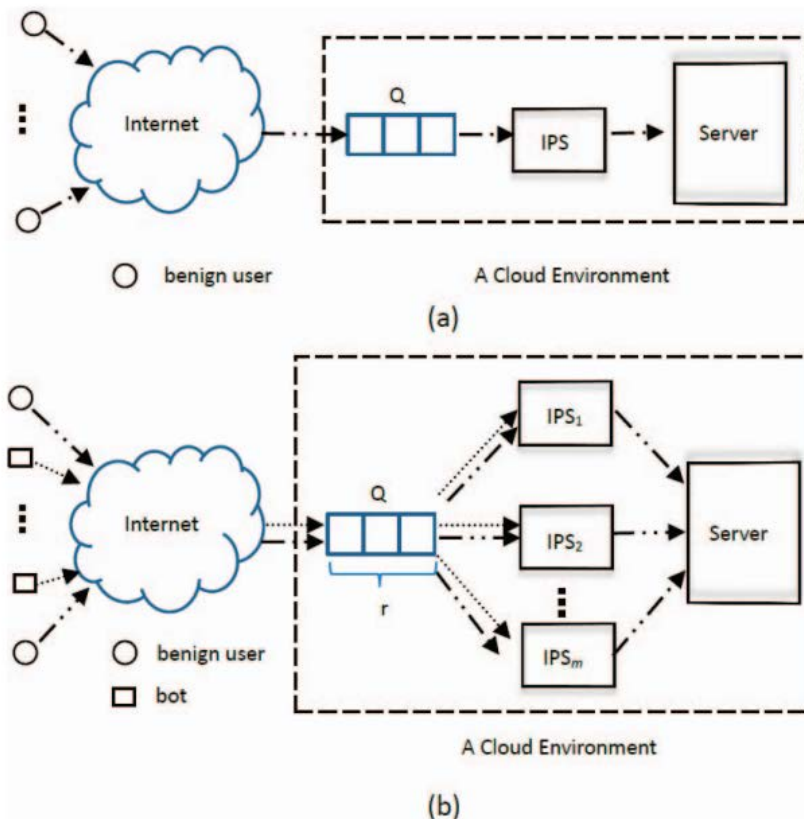 Internet
Q
IPS
Server
benign user
A Cloud Environment
(a)
IPS1
Q
Internet
IPS2
Server
r
IPSm
benign user
bot
A Cloud Environment
(b)